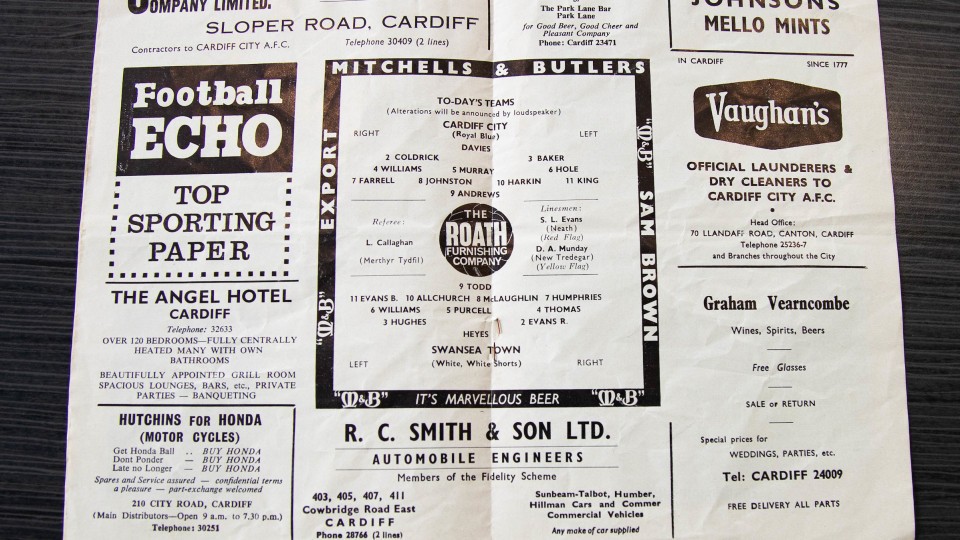 COMPANY LIMITED.
SLOPER ROAD, CARDIFF
Contractors to CARDIFF CITY A.F.C.
Telephone 30409 (2 lines)
or
The Park Lane Bar
Park Lane
for Good Beer, Good Cheer and
Pleasant Company
Phone: Cardiff 23471
JOHNSONS
MELLO MINTS
Football
ECHO
TOP
SPORTING
PAPER
THE ANGEL HOTEL
CARDIFF
Telephone: 32633
OVER 120 BEDROOMS—FULLY CENTRALLY
HEATED MANY WITH OWN
BATHROOMS
BEAUTIFULLY APPOINTED GRILL ROOM
SPACIOUS LOUNGES, BARS, etc., PRIVATE
PARTIES — BANQUETING
HUTCHINS FOR HONDA
(MOTOR CYCLES)
Get Honda Ball .. BUY HONDA
Dont Ponder — BUY HONDA
Late no Longer — BUY HONDA
Spares and Service assured — confidential terms
a pleasure — part-exchange welcomed
210 CITY ROAD, CARDIFF
(Main Distributors—Open 9 a.m. to 7.30 p.m.)
Telephone: 30251
MITCHELLS & BUTLERS
EXPORT
"M&B"
"M&B"
SAM BROWN
TO-DAY'S TEAMS
(Alterations will be announced by loudspeaker)
CARDIFF CITY
(Royal Blue)
RIGHT
LEFT
DAVIES
2 COLDRICK 3 BAKER
4 WILLIAMS 5 MURRAY 6 HOLE
7 FARRELL 8 JOHNSTON 10 HARKIN 11 KING
9 ANDREWS
Referee:
L. Callaghan
(Merthyr Tydfil)
THE
ROATH
FURNISHING
COMPANY
Linesmen:
S. L. Evans
(Neath)
(Red Flag)
D. A. Munday
(New Tredegar)
(Yellow Flag)
9 TODD
11 EVANS B. 10 ALLCHURCH 8 McLAUGHLIN 7 HUMPHRIES
6 WILLIAMS 5 PURCELL 4 THOMAS
3 HUGHES 2 EVANS R.
HEYES
SWANSEA TOWN
LEFT
(White, White Shorts)
RIGHT
"M&B" IT'S MARVELLOUS BEER "M&B"
R. C. SMITH & SON LTD.
AUTOMOBILE ENGINEERS
Members of the Fidelity Scheme
403, 405, 407, 411
Cowbridge Road East
CARDIFF
Phone 28766 (2 lines)
Sunbeam-Talbot, Humber,
Hillman Cars and Commer
Commercial Vehicles
Any make of car supplied
IN CARDIFF SINCE 1777
Vaughan's
OFFICIAL LAUNDERERS &
DRY CLEANERS TO
CARDIFF CITY A.F.C.
Head Office:
70 LLANDAFF ROAD, CANTON, CARDIFF
Telephone 25236-7
and Branches throughout the City
Graham Vearncombe
Wines, Spirits, Beers
Free Glasses
SALE or RETURN
Special prices for
WEDDINGS, PARTIES, etc.
Tel: CARDIFF 24009
FREE DELIVERY ALL PARTS